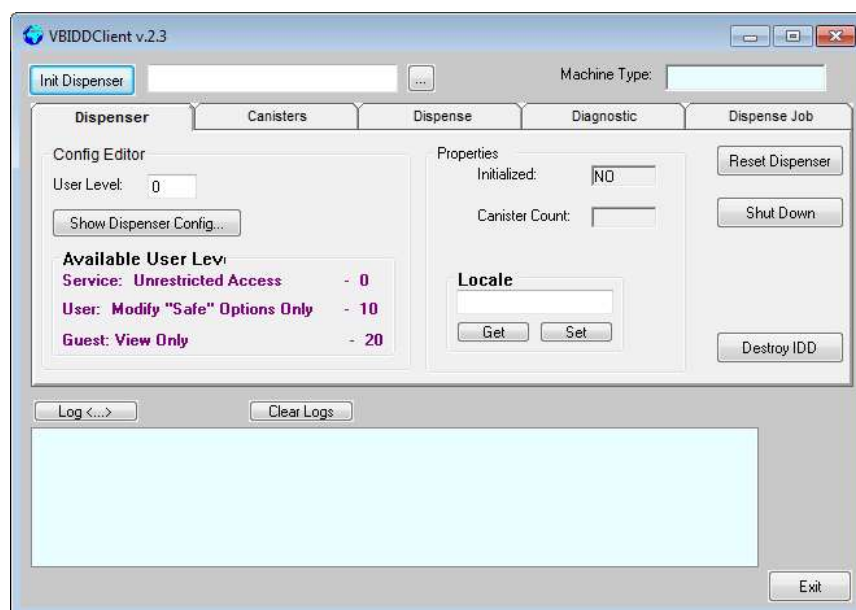 VBIDDClient v.2.3
Init Dispenser ... Machine Type:
Dispenser Canisters Dispense Diagnostic Dispense Job
Config Editor Properties
User Level: 0 Initialized: NO Reset Dispenser
Show Dispenser Config... Canister Count: Shut Down
Available User Lev
Service: Unrestricted Access - 0 Locale
User: Modify "Safe" Options Only - 10
Get Set
Guest: View Only - 20 Destroy IDD
Log <...> Clear Logs
Exit